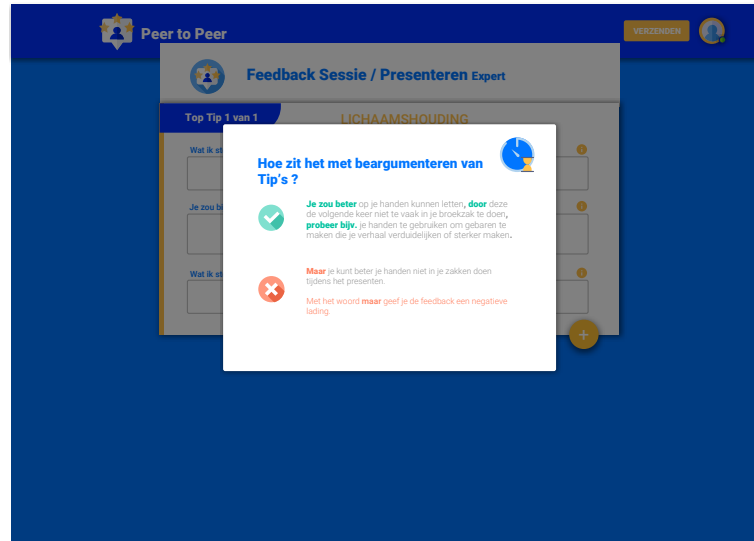 Peer to Peer
VERZENDEN
Feedback Sessie / Presenteren Expert
Top Tip 1 van 1
LICHAAMSHOUDING
Wat ik st
Hoe zit het met beargumenteren van
Tip's ?
Je zou beter op je handen kunnen letten, door deze
de volgende keer niet te vaak in je broekzak te doen,
probeer bijv. je handen te gebruiken om gebaren te
maken die je verhaal verduidelijken of sterker maken.
Je zou bi
Maar je kunt beter je handen niet in je zakken doen
tijdens het presenteren.
Wat ik st
Met het woord maar geef je de feedback een negatieve
lading.
+